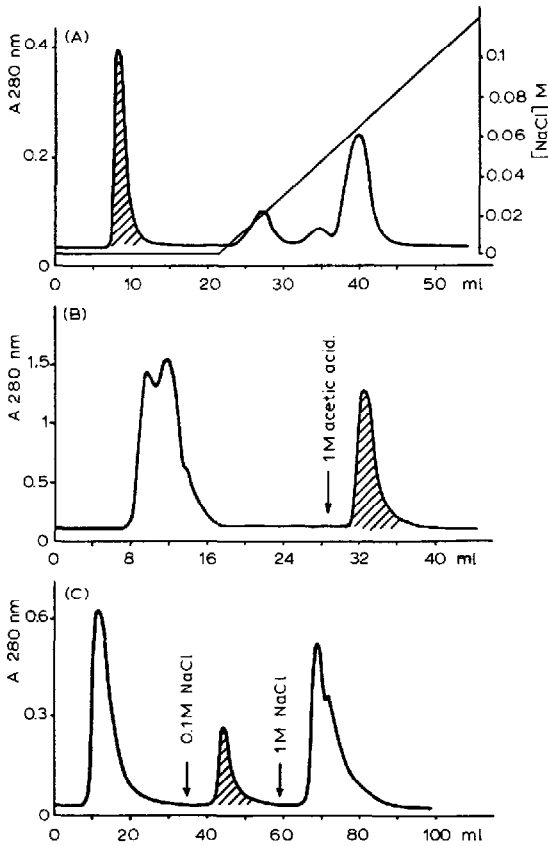 (A)
A 280 nm
0.4
0.2
0
[NaCl] M
0.1
0.08
0.06
0.04
0.02
0
0 10 20 30 40 50 ml
(B)
A 280 nm
1.5
1
0.5
0
1M acetic acid.
0 8 16 24 32 40 ml
(C)
A 280 nm
0.6
0.3
0
0.1M NaCl
1M NaCl
0 20 40 60 80 100 ml